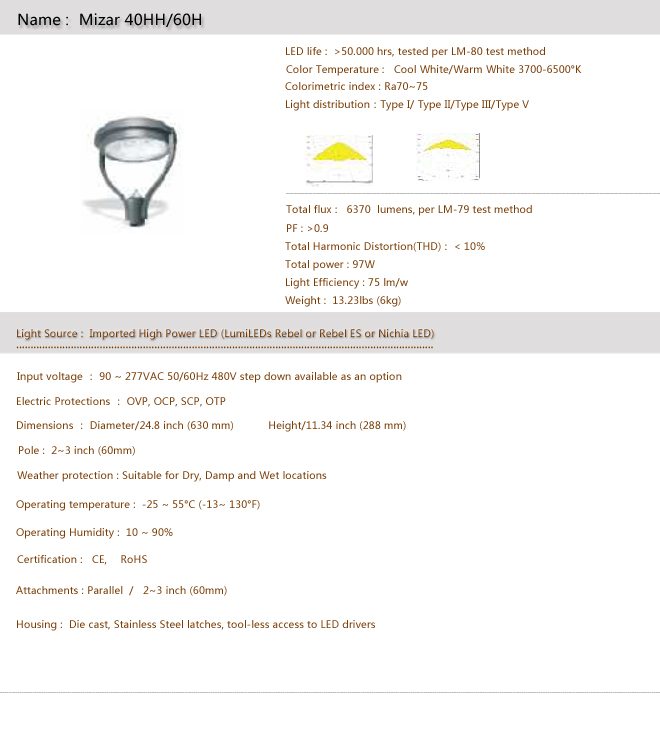 Name : Mizar 40HH/60H
LED life : >50.000 hrs, tested per LM-80 test method
Color Temperature : Cool White/Warm White 3700-6500°K
Colorimetric index : Ra70~75
Light distribution : Type I/ Type II/Type III/Type V
Total flux : 6370 lumens, per LM-79 test method
PF : >0.9
Total Harmonic Distortion(THD) : < 10%
Total power : 97W
Light Efficiency : 75 lm/w
Weight : 13.23lbs (6kg)
Light Source : Imported High Power LED (LumiLEDs Rebel or Rebel ES or Nichia LED)
Input voltage : 90 ~ 277VAC 50/60Hz 480V step down available as an option
Electric Protections : OVP, OCP, SCP, OTP
Dimensions : Diameter/24.8 inch (630 mm) Height/11.34 inch (288 mm)
Pole : 2~3 inch (60mm)
Weather protection : Suitable for Dry, Damp and Wet locations
Operating temperature : -25 ~ 55°C (-13~ 130°F)
Operating Humidity : 10 ~ 90%
Certification : CE, RoHS
Attachments : Parallel / 2~3 inch (60mm)
Housing : Die cast, Stainless Steel latches, tool-less access to LED drivers